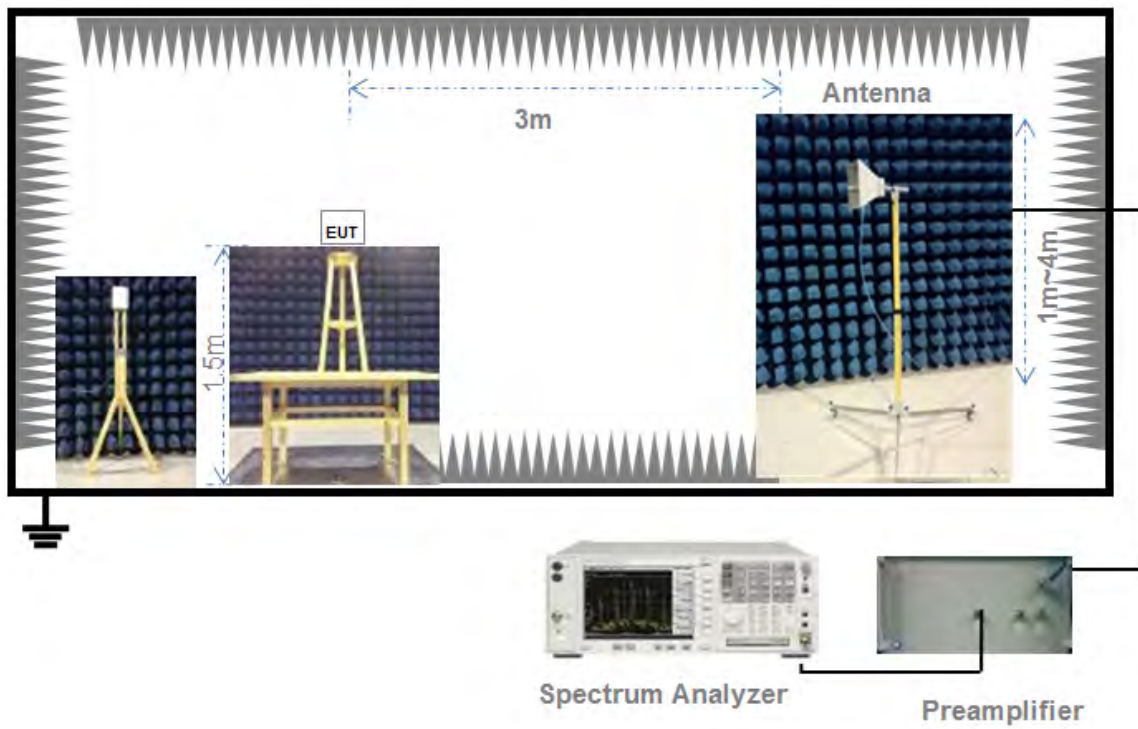 Antenna
3m
EUT
1.5m
1m~4m
Spectrum Analyzer
Preamplifier